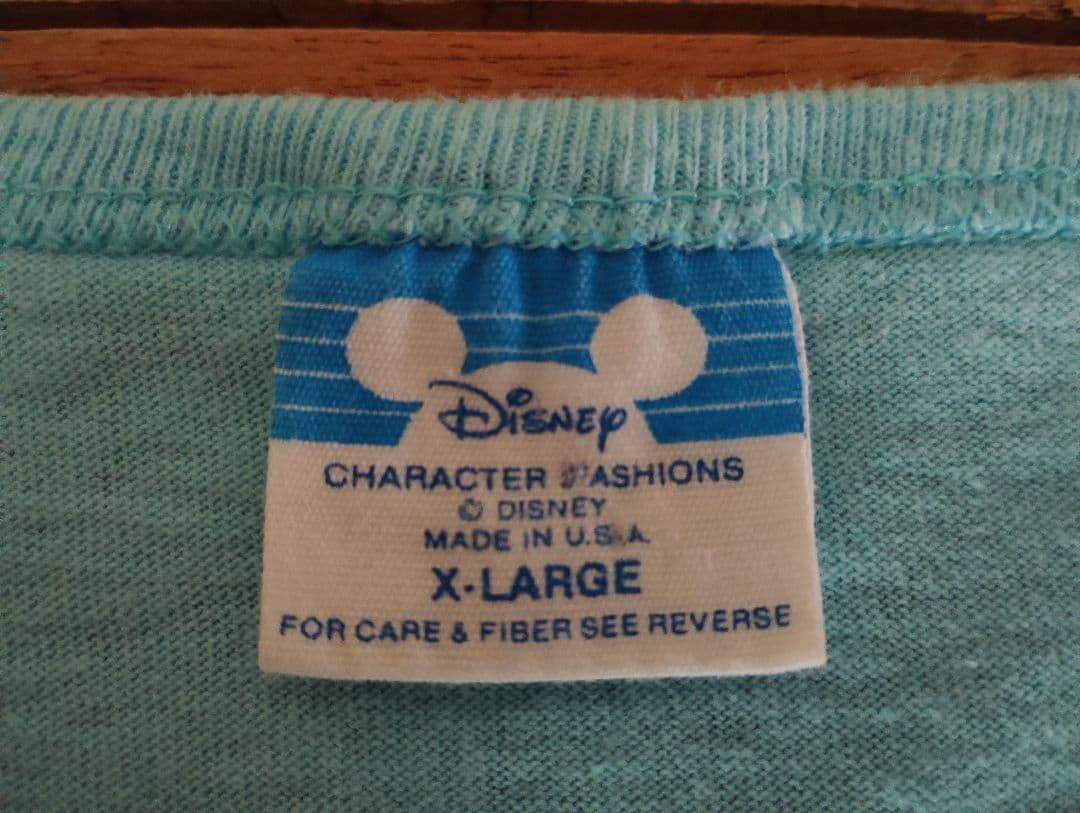 Disney
CHARACTER FASHIONS
© DISNEY
MADE IN U.S.A.
X-LARGE
FOR CARE & FIBER SEE REVERSE